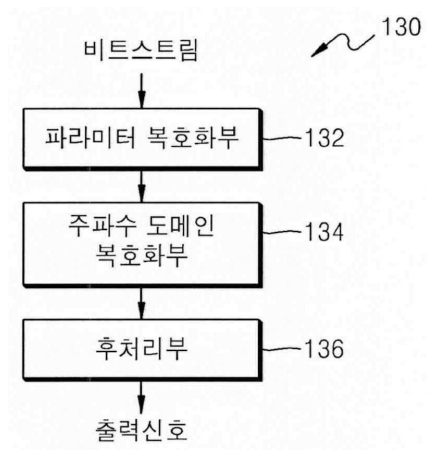 130
비트스트림
파라미터 복호화부
132
주파수 도메인
복호화부
134
후처리부
136
출력신호